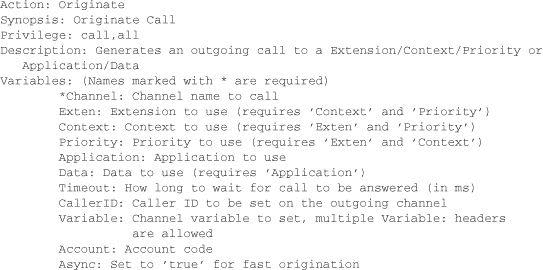 Action: Originate
Synopsis: Originate Call
Privilege: call,all
Description: Generates an outgoing call to a Extension/Context/Priority or
Application/Data
Variables: (Names marked with * are required)
*Channel: Channel name to call
Exten: Extension to use (requires ’Context’ and ’Priority’)
Context: Context to use (requires ’Exten’ and ’Priority’)
Priority: Priority to use (requires ’Exten’ and ’Context’)
Application: Application to use
Data: Data to use (requires ’Application’)
Timeout: How long to wait for call to be answered (in ms)
CallerID: Caller ID to be set on the outgoing channel
Variable: Channel variable to set, multiple Variable: headers
are allowed
Account: Account code
Async: Set to ’true’ for fast origination